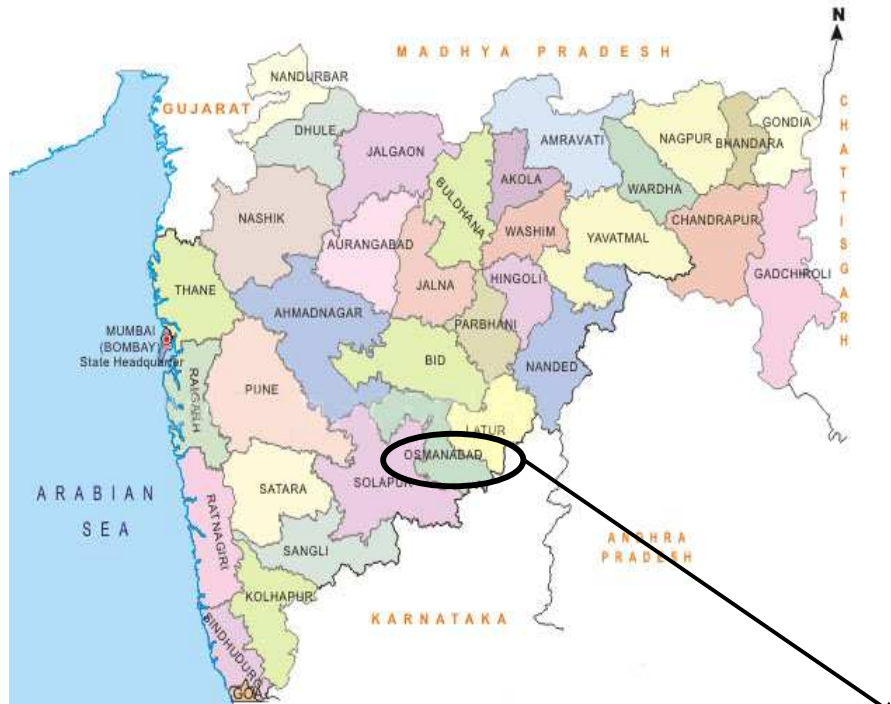 N
MADHYA PRADESH
NANDURBAR
GUJARAT
DHULE
JALGAON
BULDHANA
AKOLA
AMRAVATI
WARDHA
NAGPUR
BHANDARA
GONDIA
CHATTISGARH
NASHIK
AURANGABAD
JALNA
WASHIM
HINGOLI
YAVATMAL
CHANDRAPUR
GADCHIROLI
THANE
AHMADNAGAR
PARBHANI
MUMBAI
(BOMBAY)
State Headquarter
BID
NANDED
PUNE
LATUR
OSMANABAD
SOLAPUR
SATARA
ARABIAN
SEA
RATNAGIRI
ANDHRA
PRADESH
SANGLI
KOLHAPUR
KARNATAKA
SINDHUDURG
GOA